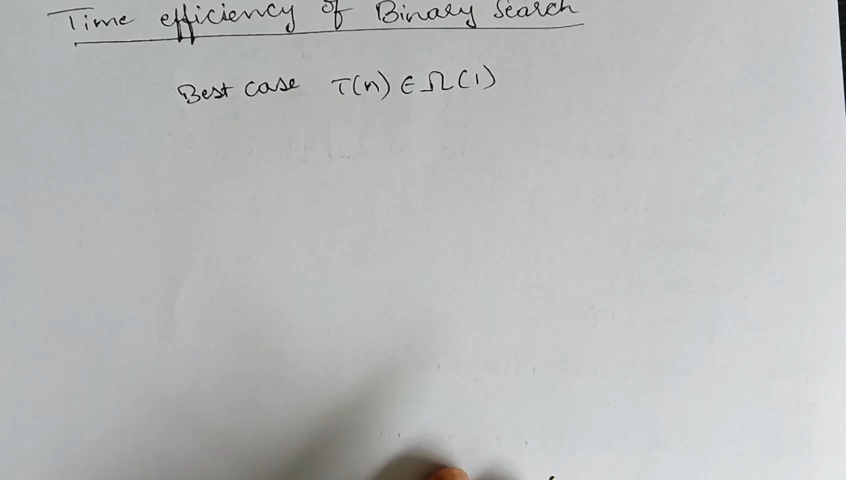 Time efficiency of Binary Search
Best case T(n) ∈ Ω(1)